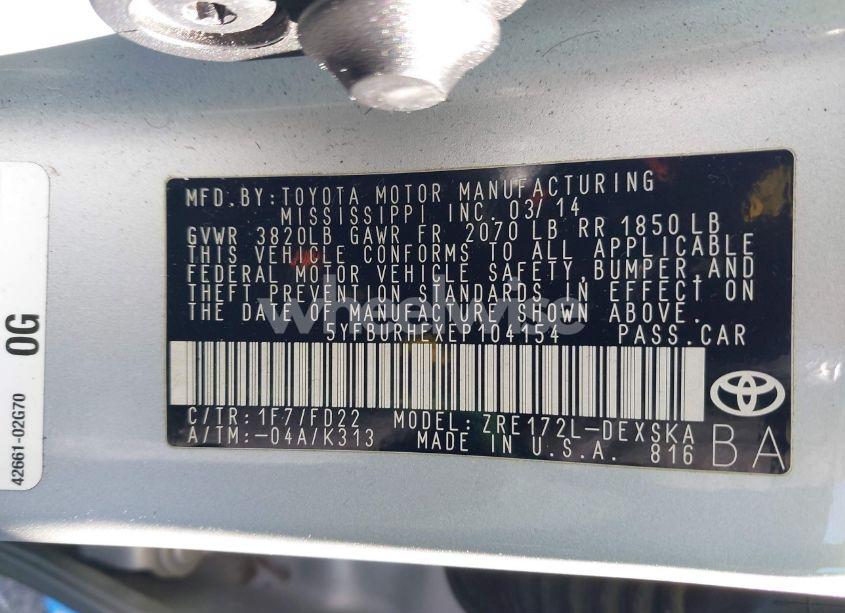 MFD. BY: TOYOTA MOTOR MANUFACTURING
MISSISSIPPI INC. 03/14
GVWR 3820LB GAWR FR 2070 LB RR 1850LB
THIS VEHICLE CONFORMS TO ALL APPLICABLE
FEDERAL MOTOR VEHICLE SAFETY, BUMPER, AND
THEFT PREVENTION STANDARDS IN EFFECT ON
THE DATE OF MANUFACTURE SHOWN ABOVE.
5YFBURHEXEP104154 PASS. CAR
C/TR: 1F7/FD22 MODEL: ZRE172L-DEXSKA
A/TM: -04A/K313 MADE IN U.S.A. 816 BA
0G
42661-02G70
wheelwise